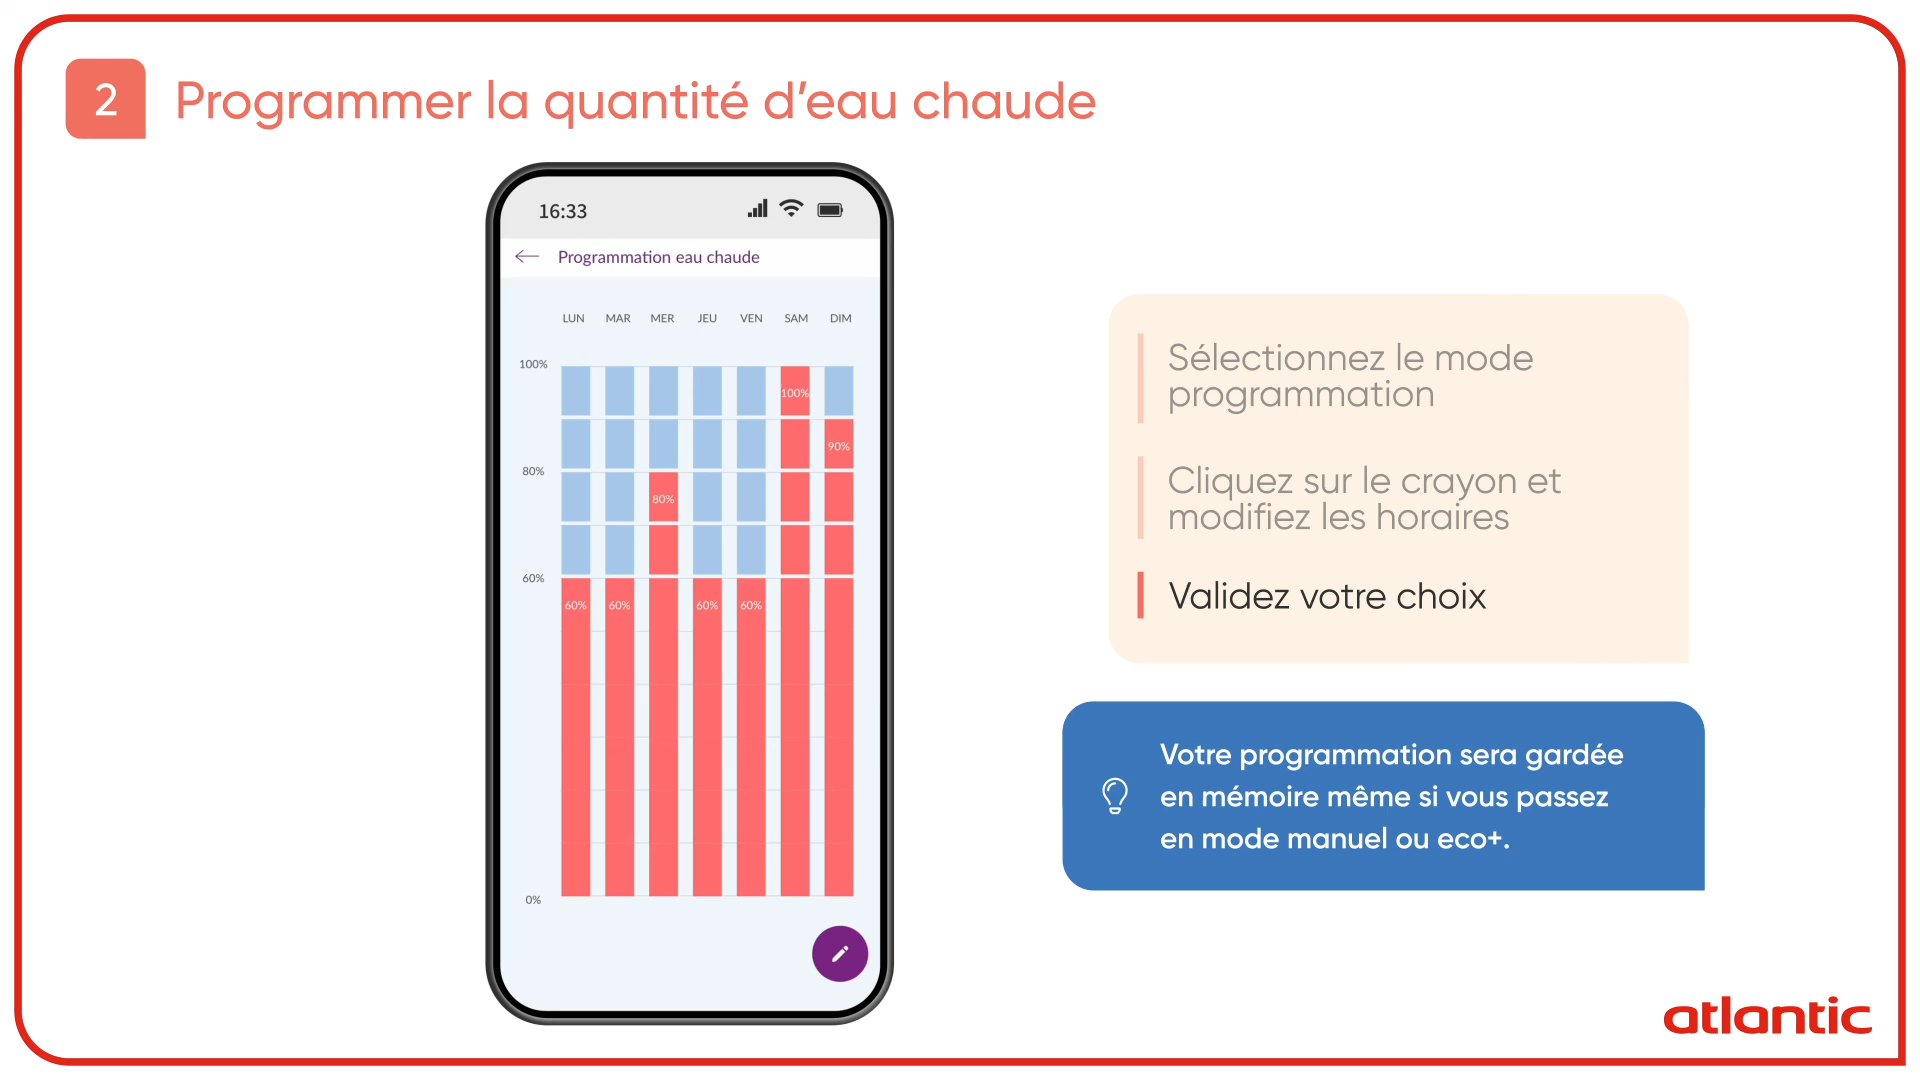 2
Programmer la quantité d’eau chaude
16:33
Programmation eau chaude
LUN MAR MER JEU VEN SAM DIM
100%
100%
90%
80%
80%
60%
60% 60% 60% 60%
0%
Sélectionnez le mode
programmation
Cliquez sur le crayon et
modifiez les horaires
Validez votre choix
Votre programmation sera gardée
en mémoire même si vous passez
en mode manuel ou eco+.
atlantic